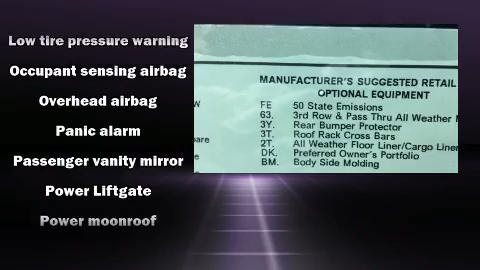 Low tire pressure warning
Occupant sensing airbag
Overhead airbag
Panic alarm
Passenger vanity mirror
Power Liftgate
Power moonroof
MANUFACTURER'S SUGGESTED RETAIL
OPTIONAL EQUIPMENT
FE 50 State Emissions
63. 3rd Row & Pass Thru All Weather
3Y. Rear Bumper Protector
3T. Roof Rack Cross Bars
2T. All Weather Floor Liner/Cargo Liner
DK. Preferred Owner's Portfolio
BM. Body Side Molding